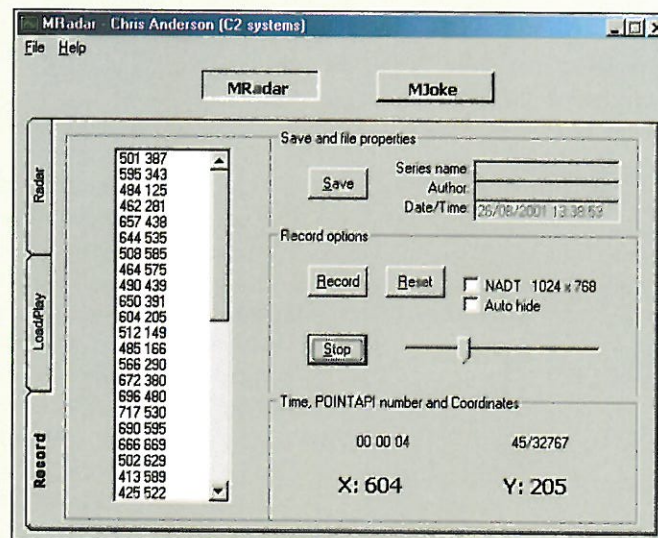 MRadar - Chris Anderson (C2 systems)
File Help
MRadar MJoke
Radar
Load/Play
Record
501 387
595 343
484 125
462 281
657 438
644 535
508 585
464 575
490 439
650 391
604 205
512 149
485 166
566 290
672 380
696 480
717 530
690 595
666 669
502 629
413 589
425 522
Save and file properties
Save
Series name:
Author:
Date/Time: 26/08/2001 13:38:53
Record options
Record Reset
NADT 1024 x 768
Auto hide
Stop
Time, POINTAPI number and Coordinates
00 00 04 45/32767
X: 604 Y: 205